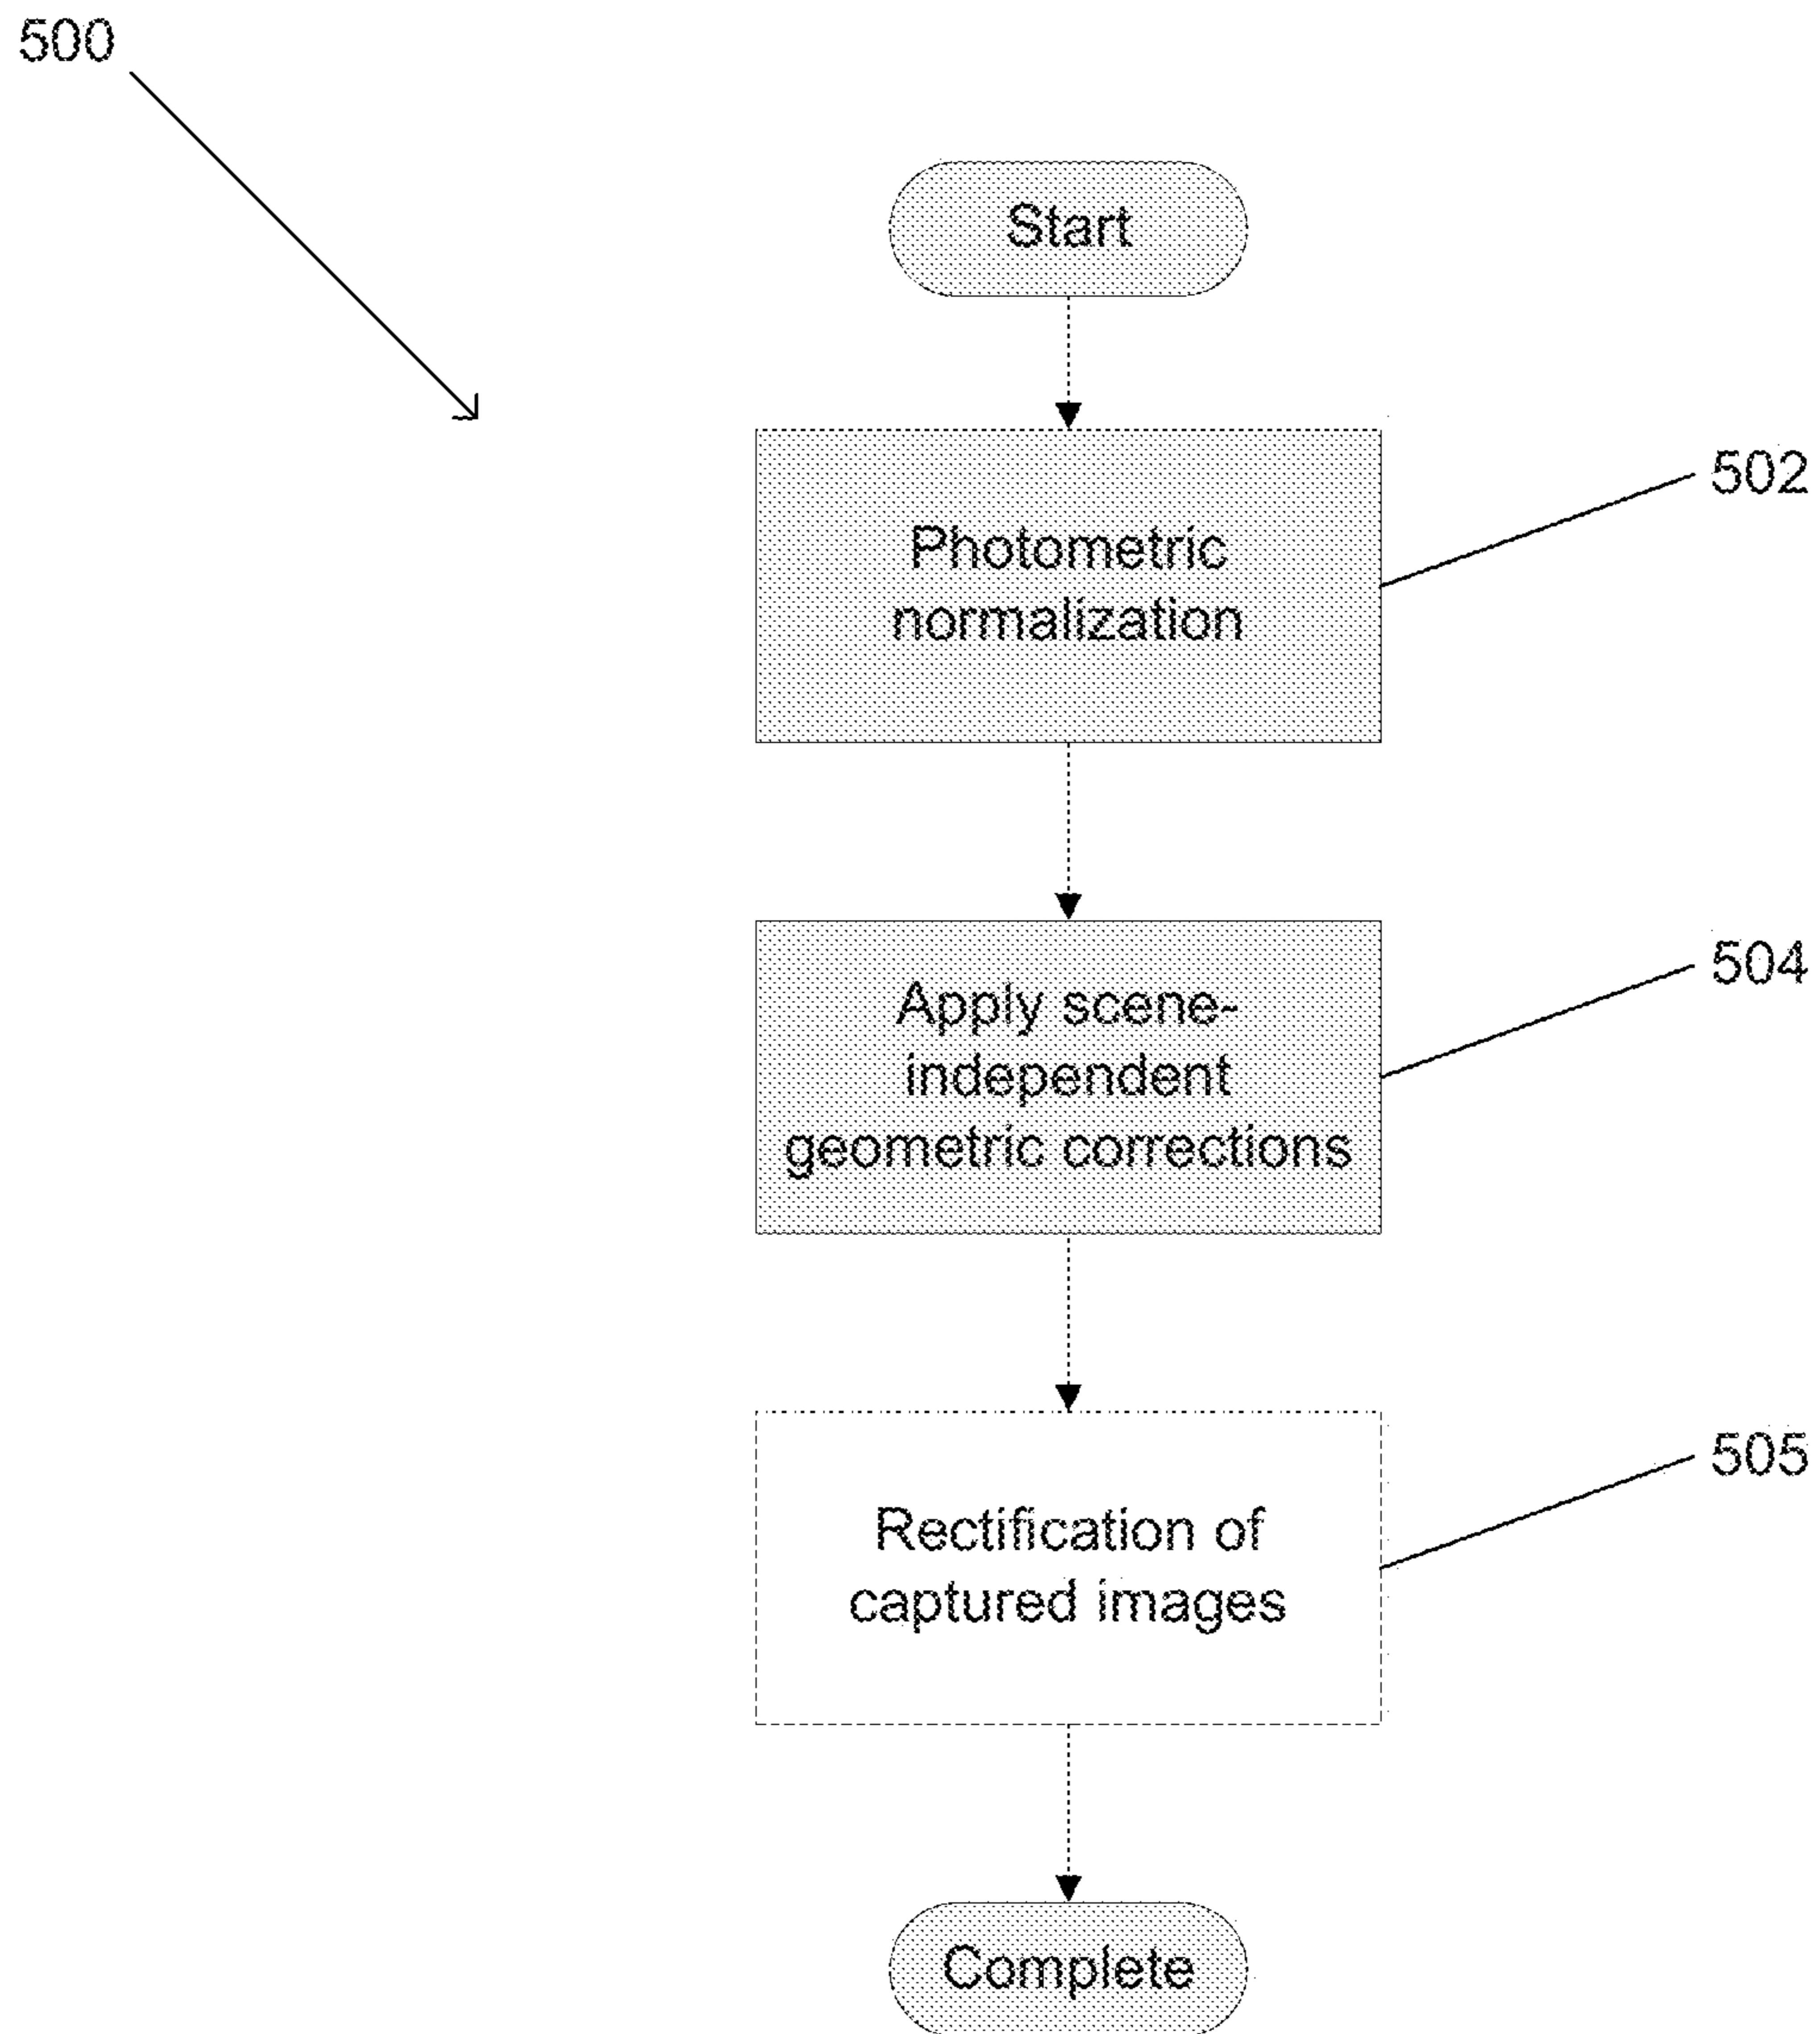 500
Start
502
Photometric
normalization
504
Apply scene-
independent
geometric corrections
505
Rectification of
captured images
Complete